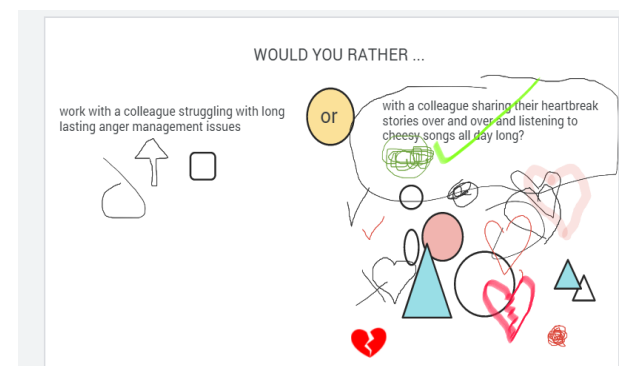 WOULD YOU RATHER ...
work with a colleague struggling with long
lasting anger management issues
or
with a colleague sharing their heartbreak
stories over and over and listening to
cheesy songs all day long?